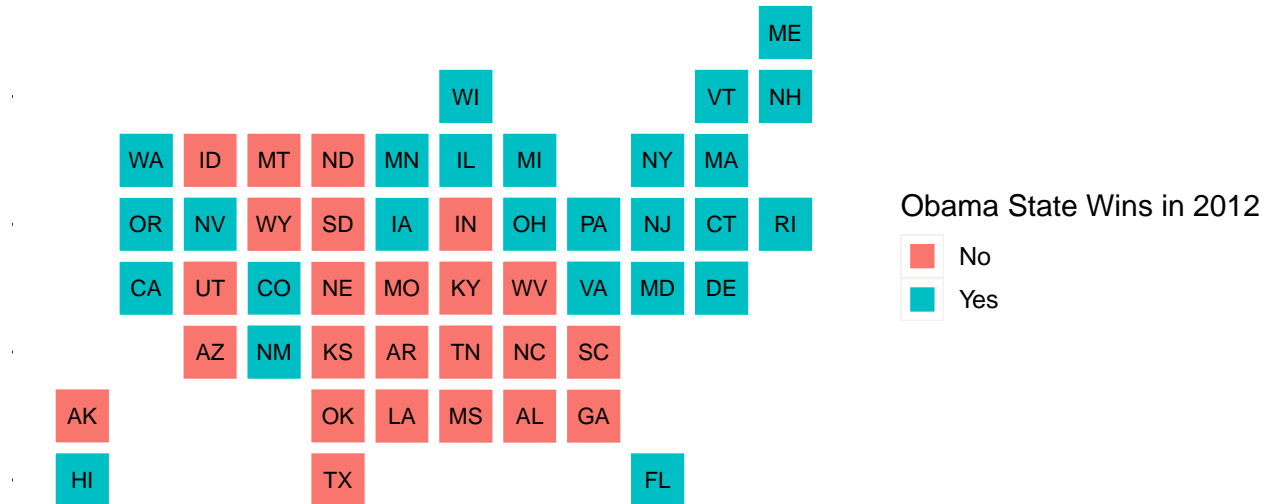 ME
WI VT NH
WA ID MT ND MN IL MI NY MA
OR NV WY SD IA IN OH PA NJ CT RI
CA UT CO NE MO KY WV VA MD DE
AZ NM KS AR TN NC SC
AK OK LA MS AL GA
HI TX FL
Obama State Wins in 2012
No
Yes